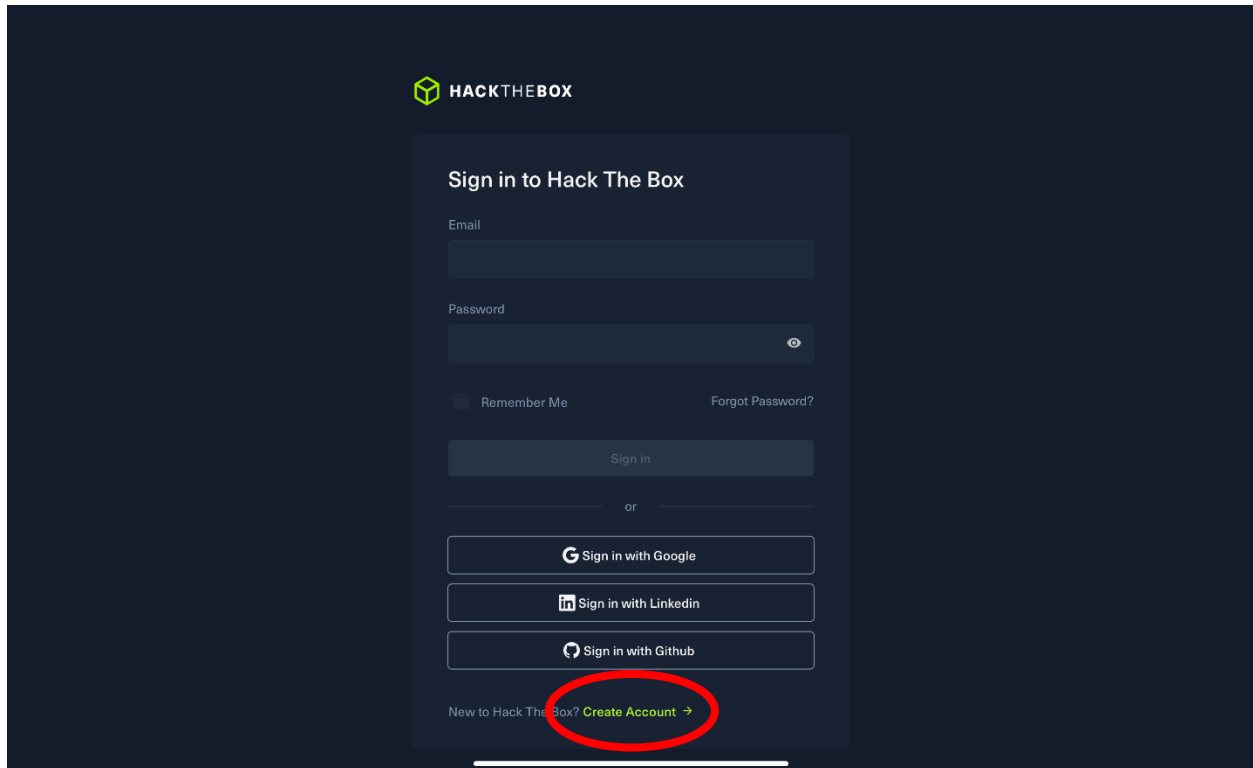 HACKTHEBOX
Sign in to Hack The Box
Email
Password
Remember Me Forgot Password?
Sign in
or
Sign in with Google
Sign in with Linkedin
Sign in with Github
New to Hack The Box? Create Account →